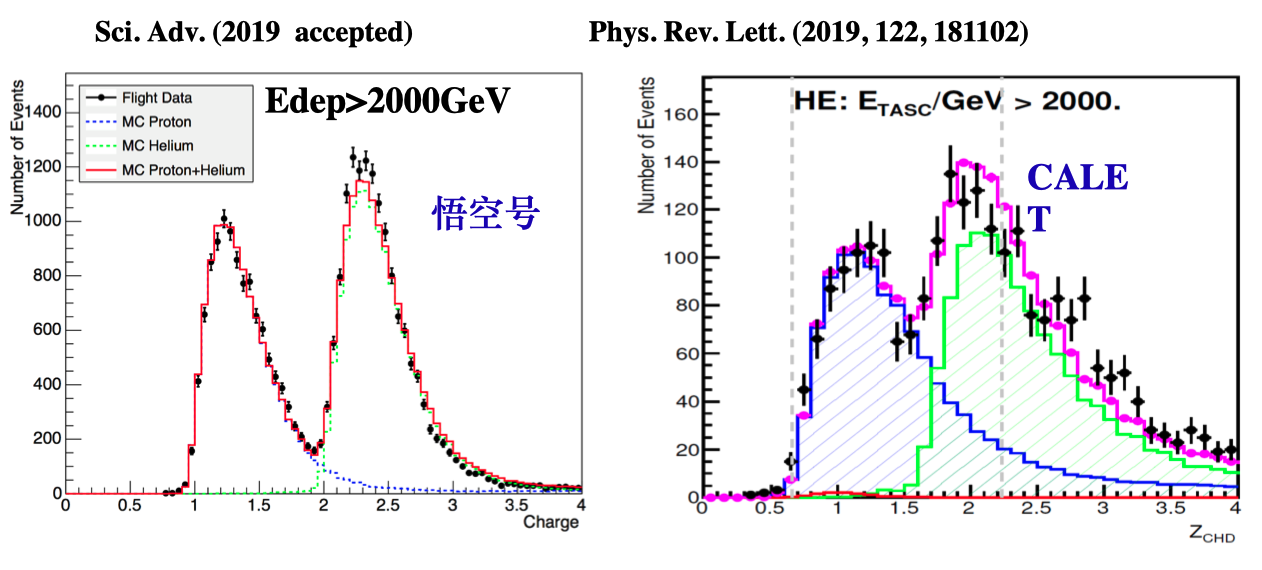 Sci. Adv. (2019 accepted)
Phys. Rev. Lett. (2019, 122, 181102)
Number of Events
1400
1200
1000
800
600
400
200
0
Flight Data
MC Proton
MC Helium
MC Proton+Helium
Edep>2000GeV
悟空号
0 0.5 1 1.5 2 2.5 3 3.5 4
Charge
Number of Events
160
140
120
100
80
60
40
20
0
HE: E_TASC/GeV > 2000.
CALE
T
0 0.5 1 1.5 2 2.5 3 3.5 4
Z_CHD